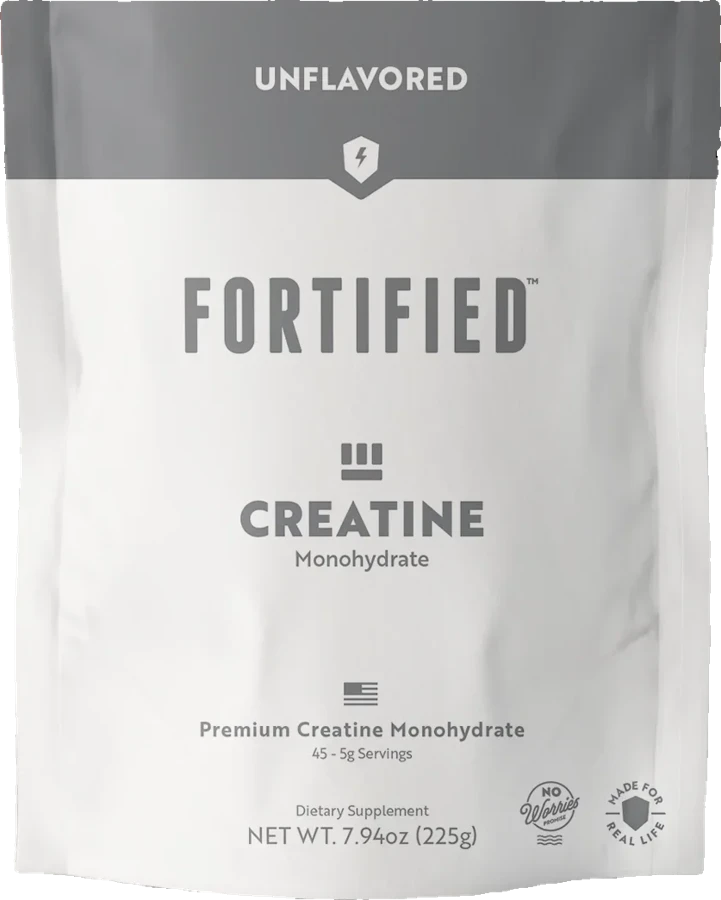 UNFLAVORED
FORTIFIED™
CREATINE
Monohydrate
Premium Creatine Monohydrate
45 - 5g Servings
Dietary Supplement
NET WT. 7.94oz (225g)
NO
Worries
PROMISE
MADE FOR
REAL LIFE